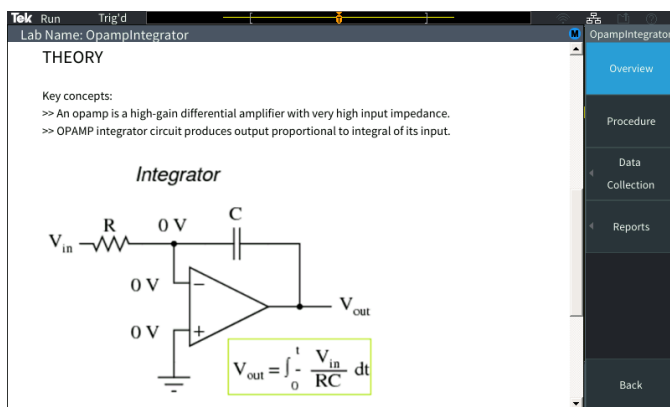 Tek Run Trig'd
Lab Name: OpampIntegrator
M
OpampIntegrator
THEORY
Key concepts:
>> An opamp is a high-gain differential amplifier with very high input impedance.
>> OPAMP integrator circuit produces output proportional to integral of its input.
Integrator
Vin R 0 V C
0 V −
0 V +
Vout
Vout = ∫0t - Vin/RC dt
Overview
Procedure
Data
Collection
Reports
Back